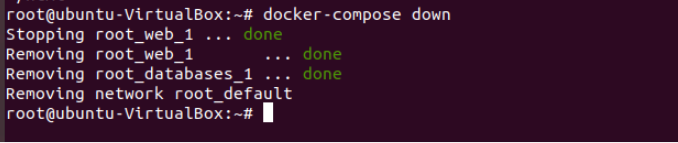 root@ubuntu-VirtualBox:~# docker-compose down
Stopping root_web_1 ... done
Removing root_web_1       ... done
Removing root_databases_1 ... done
Removing network root_default
root@ubuntu-VirtualBox:~#